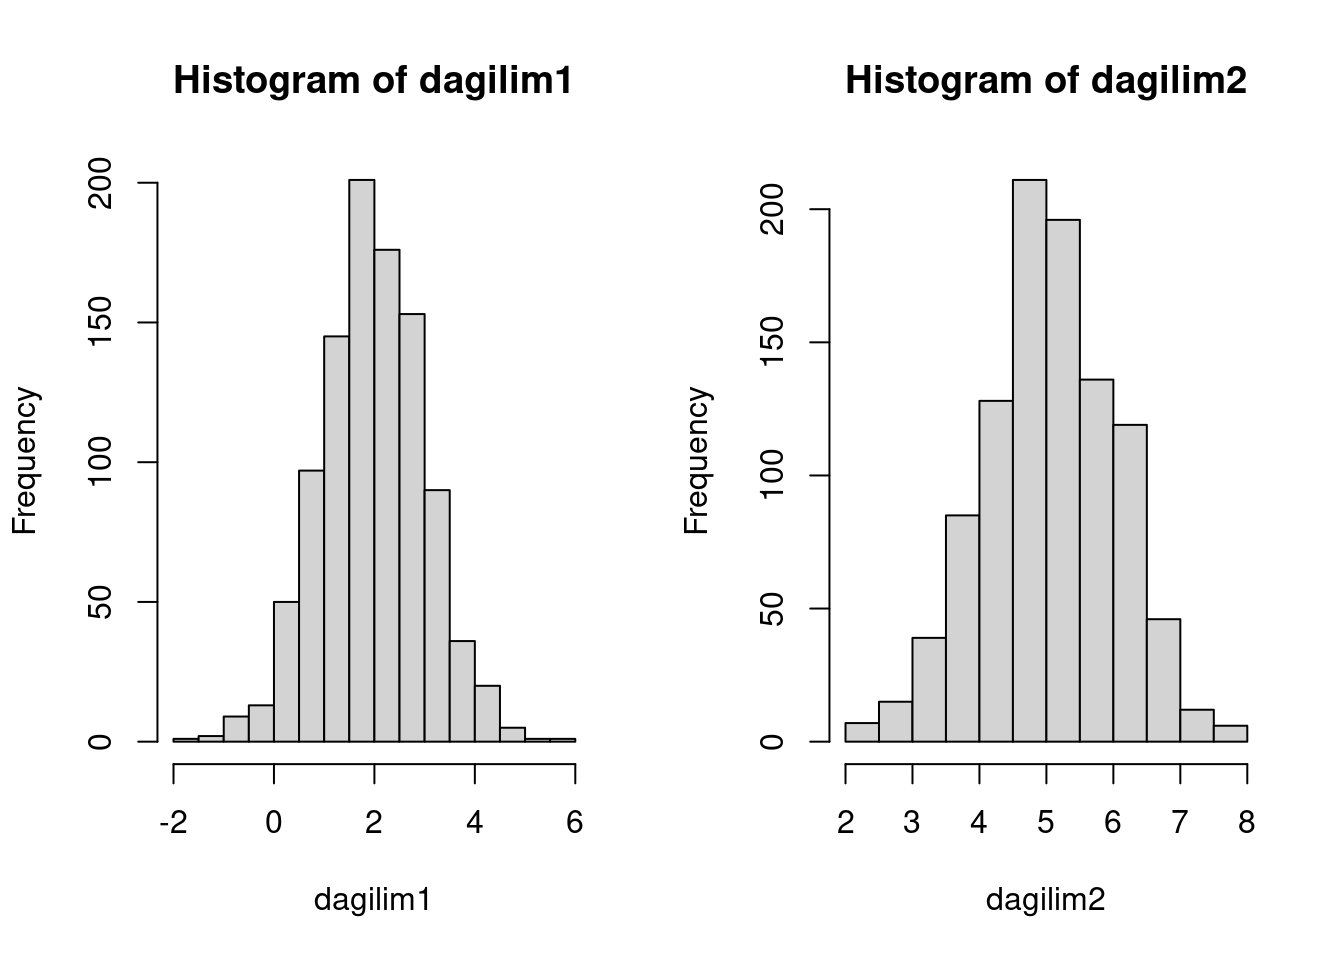 Histogram of dagilim1
Frequency
200
150
100
50
0
-2 0 2 4 6
dagilim1
Histogram of dagilim2
Frequency
200
150
100
50
0
2 3 4 5 6 7 8
dagilim2